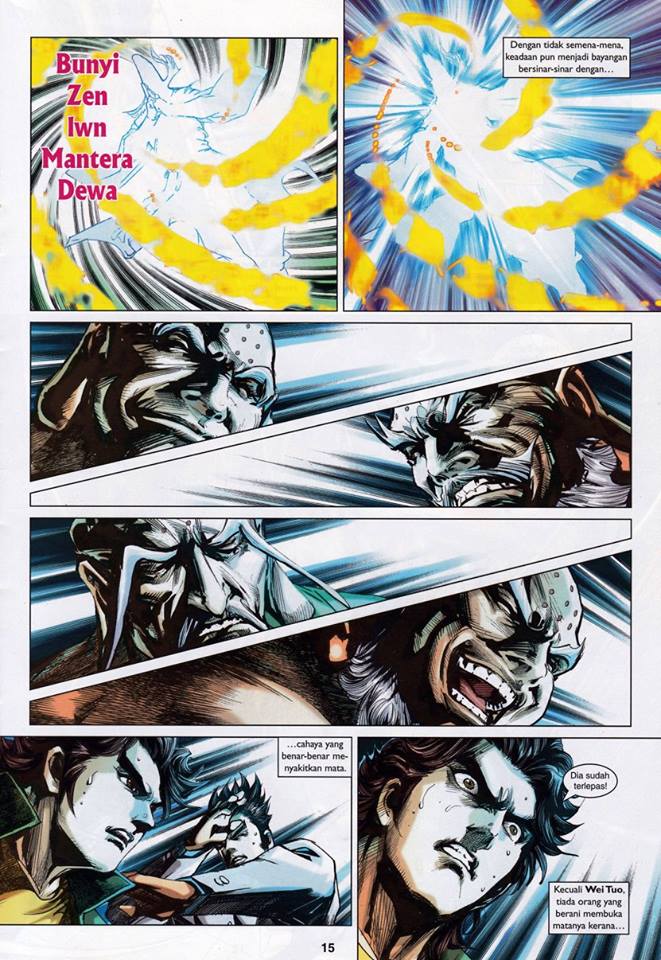 Bunyi
Zen
Iwn
Mantera
Dewa
Dengan tidak semena-mena,
keadaan pun menjadi bayangan
bersinar-sinar dengan...
...cahaya yang
benar-benar me-
nyakitkan mata.
Dia sudah
terlepas!
Kecuali Wei Tuo,
tiada orang yang
berani membuka
matanya kerana...
15